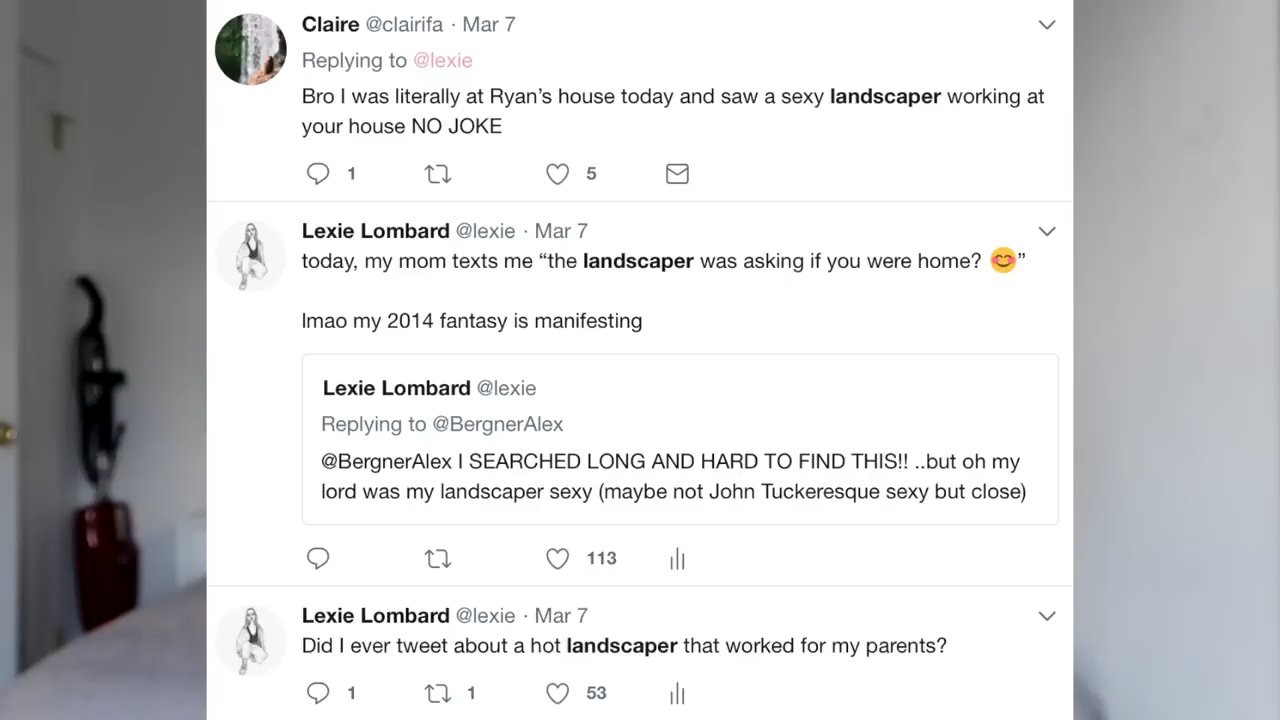 Claire @clairifa · Mar 7
Replying to @lexie
Bro I was literally at Ryan’s house today and saw a sexy landscaper working at
your house NO JOKE
1 5
Lexie Lombard @lexie · Mar 7
today, my mom texts me “the landscaper was asking if you were home? 😊”
lmao my 2014 fantasy is manifesting
Lexie Lombard @lexie
Replying to @BergnerAlex
@BergnerAlex I SEARCHED LONG AND HARD TO FIND THIS!! ..but oh my
lord was my landscaper sexy (maybe not John Tuckeresque sexy but close)
113
Lexie Lombard @lexie · Mar 7
Did I ever tweet about a hot landscaper that worked for my parents?
1 1 53